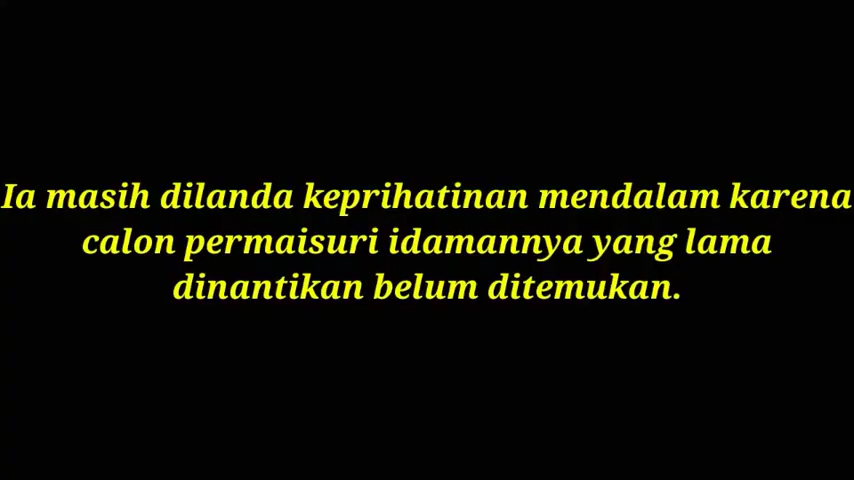 Ia masih dilanda keprihatinan mendalam karena
calon permaisuri idamannya yang lama
dinantikan belum ditemukan.